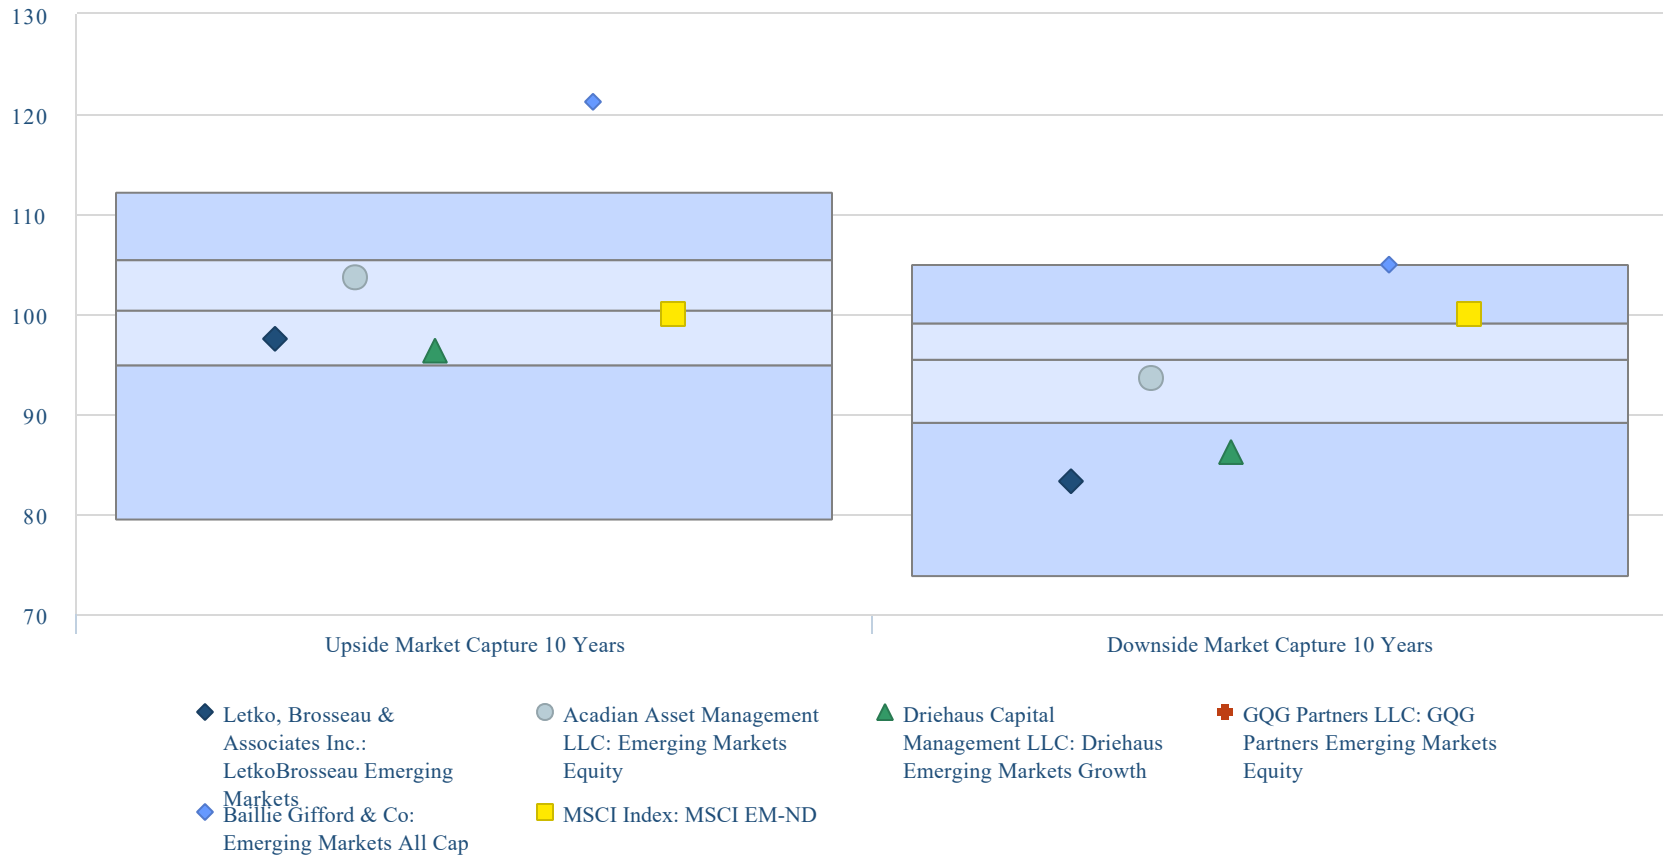 130
120
110
100
90
80
70
Upside Market Capture 10 Years
Downside Market Capture 10 Years
Letko, Brosseau &
Associates Inc.:
LetkoBrosseau Emerging
Markets
Acadian Asset Management
LLC: Emerging Markets
Equity
Driehaus Capital
Management LLC: Driehaus
Emerging Markets Growth
GQG Partners LLC: GQG
Partners Emerging Markets
Equity
Baillie Gifford & Co:
Emerging Markets All Cap
MSCI Index: MSCI EM-ND